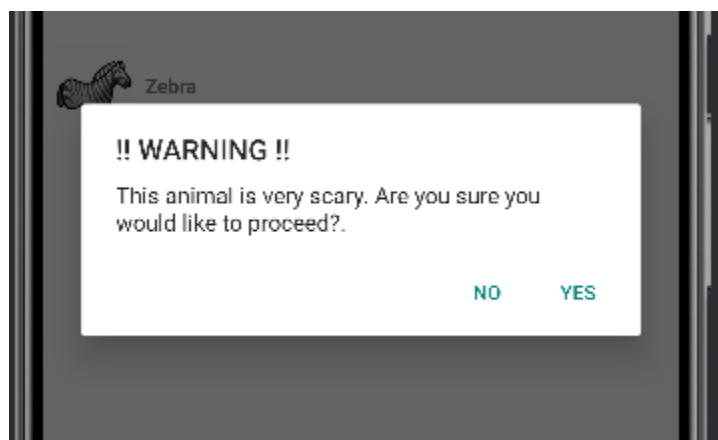 Zebra
!! WARNING !!
This animal is very scary. Are you sure you
would like to proceed?.
NO YES